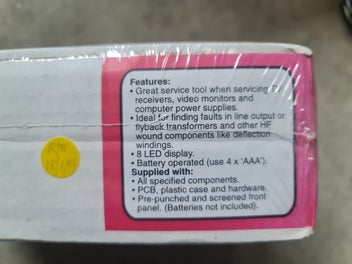 Features:
• Great service tool when servicing TV
receivers, video monitors and
computer power supplies.
• Ideal for finding faults in line output or
flyback transformers and other HF
wound components like deflection
windings.
• 8 LED display.
• Battery operated (use 4 x 'AAA').
Supplied with:
• All specified components.
• PCB, plastic case and hardware.
• Pre-punched and screened front
panel. (Batteries not included).